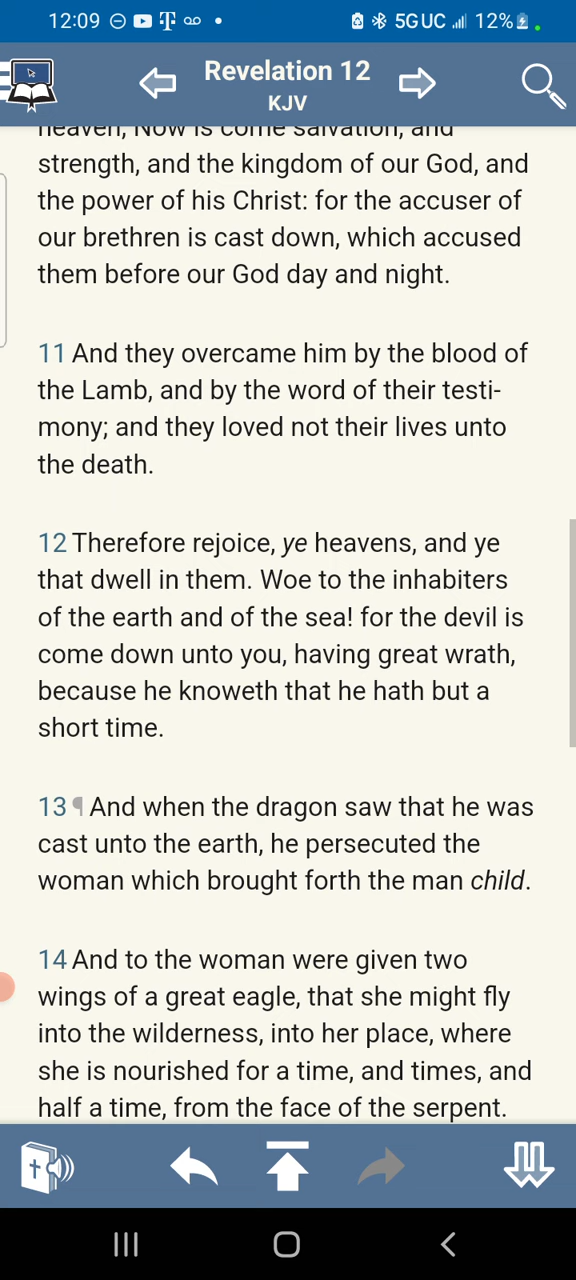 12:09 5G UC 12%
Revelation 12
KJV
heaven, Now is come salvation, and
strength, and the kingdom of our God, and
the power of his Christ: for the accuser of
our brethren is cast down, which accused
them before our God day and night.
11 And they overcame him by the blood of
the Lamb, and by the word of their testi-
mony; and they loved not their lives unto
the death.
12 Therefore rejoice, ye heavens, and ye
that dwell in them. Woe to the inhabiters
of the earth and of the sea! for the devil is
come down unto you, having great wrath,
because he knoweth that he hath but a
short time.
13 ¶ And when the dragon saw that he was
cast unto the earth, he persecuted the
woman which brought forth the man child.
14 And to the woman were given two
wings of a great eagle, that she might fly
into the wilderness, into her place, where
she is nourished for a time, and times, and
half a time, from the face of the serpent.